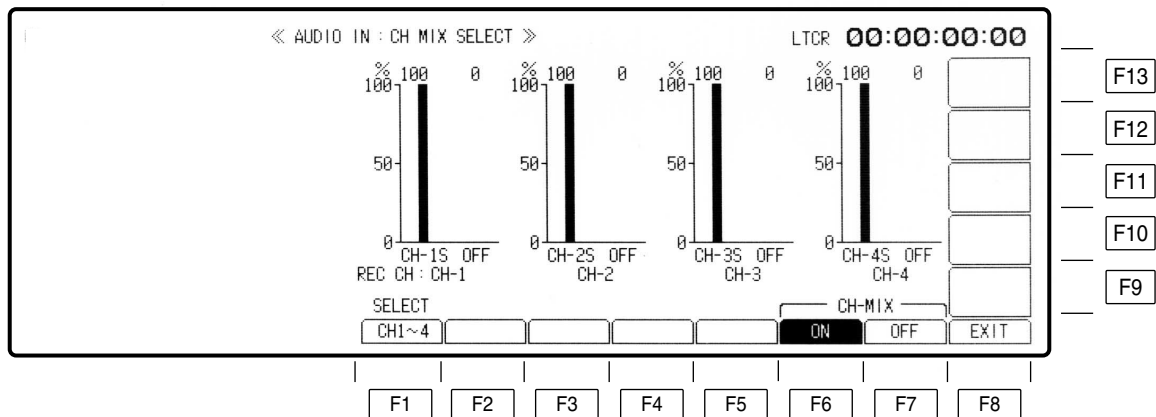 ≪ AUDIO IN : CH MIX SELECT ≫ LTCR 00:00:00:00
% 100 0 % 100 0 % 100 0 % 100 0 F13
100 100 100 100
F12
50 50 50 50 F11
F10
0 0 0 0
CH-1S OFF CH-2S OFF CH-3S OFF CH-4S OFF
REC CH : CH-1 CH-2 CH-3 CH-4 F9
SELECT CH-MIX
CH1~4 ON OFF EXIT
F1 F2 F3 F4 F5 F6 F7 F8